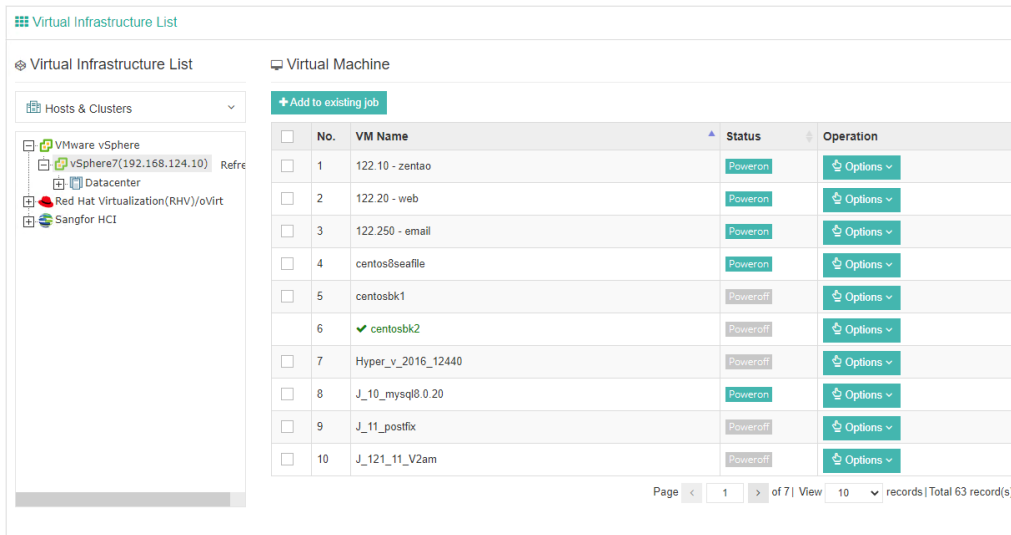 Virtual Infrastructure List
Virtual Infrastructure List
Hosts & Clusters
VMware vSphere
vSphere7(192.168.124.10) Refre
Datacenter
Red Hat Virtualization(RHV)/oVirt
Sangfor HCI
Virtual Machine
Add to existing job
No. VM Name Status Operation
1 122.10 - zentao Poweron Options
2 122.20 - web Poweron Options
3 122.250 - email Poweron Options
4 centos8seafile Poweron Options
5 centosbk1 Poweroff Options
6 centosbk2 Poweroff Options
7 Hyper_v_2016_12440 Poweroff Options
8 J_10_mysql8.0.20 Poweron Options
9 J_11_postfix Poweroff Options
10 J_121_11_V2am Poweroff Options
Page < 1 > of 7 | View 10 records | Total 63 record(s)